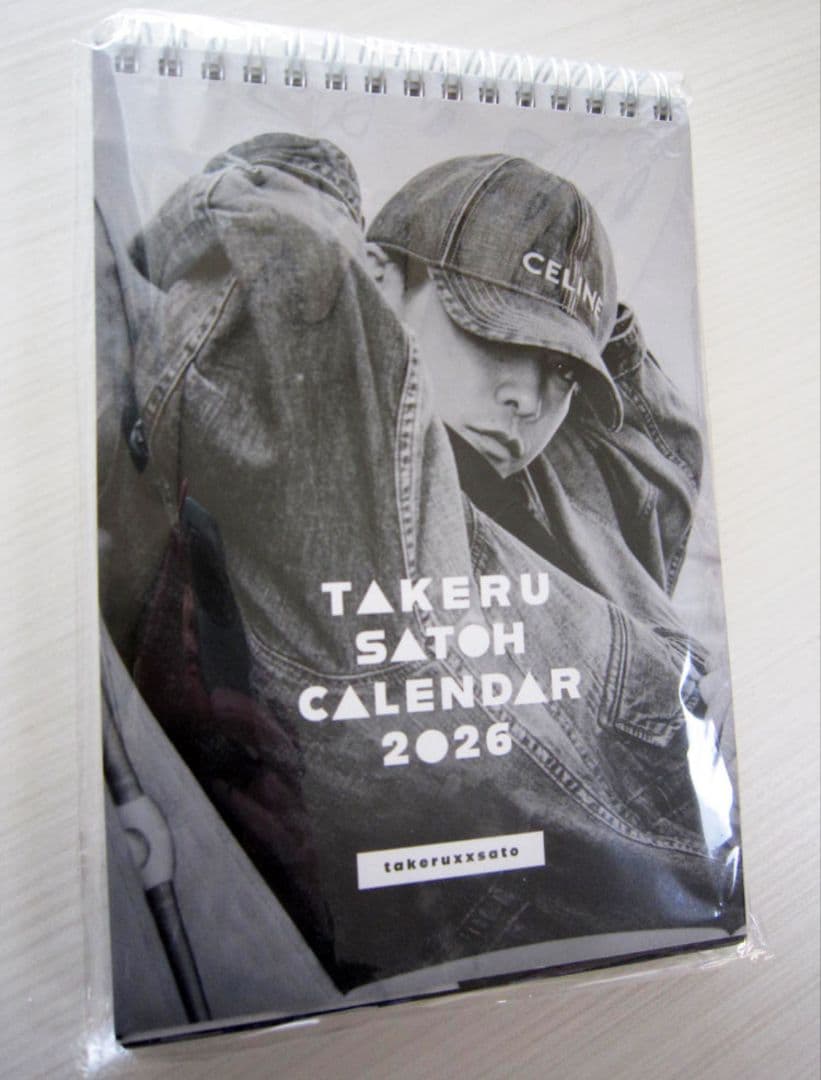 CELINE
TAKERU
SATOH
CALENDAR
2026
takeruxxsato